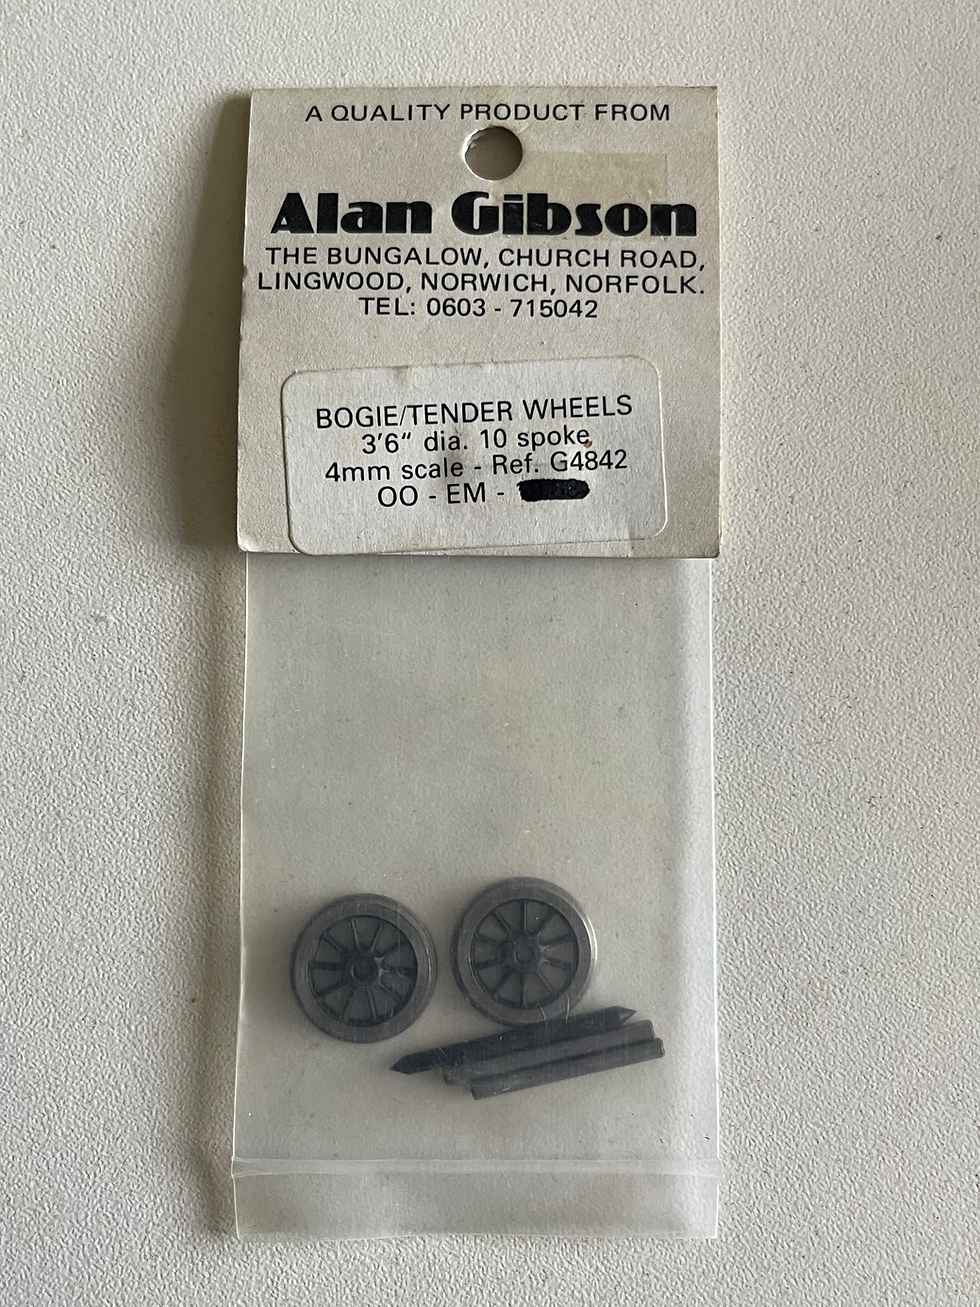 A QUALITY PRODUCT FROM
Alan Gibson
THE BUNGALOW, CHURCH ROAD,
LINGWOOD, NORWICH, NORFOLK.
TEL: 0603 - 715042
BOGIE/TENDER WHEELS
3'6" dia. 10 spoke
4mm scale - Ref. G4842
OO - EM -